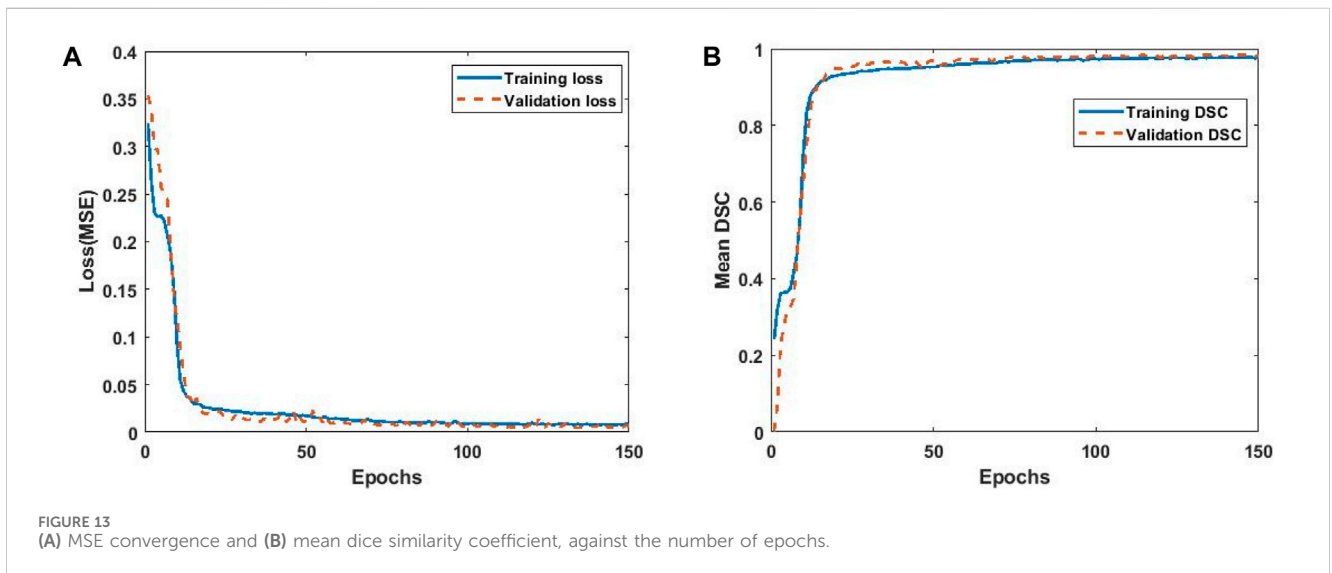 A
0.4
0.35
0.3
0.25
0.2
0.15
0.1
0.05
0
Loss(MSE)
Training loss
Validation loss
0 50 100 150
Epochs
B
1
0.8
0.6
0.4
0.2
0
Mean DSC
Training DSC
Validation DSC
0 50 100 150
Epochs
FIGURE 13
(A) MSE convergence and (B) mean dice similarity coefficient, against the number of epochs.